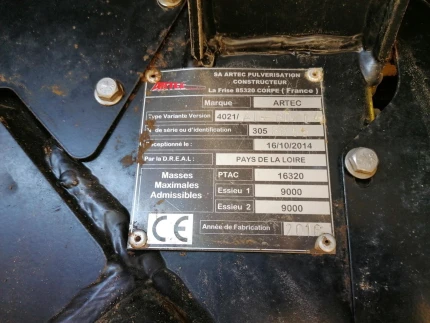 ARTEC
SA ARTEC PULVERISATION
CONSTRUCTEUR
La Frise 85320 CORPE ( France )
Marque ARTEC
Type Variante Version 4021/
de série ou d'identification 305
eceptionné le : 16/10/2014
Par la D.R.E.A.L : PAYS DE LA LOIRE
Masses Maximales Admissibles
PTAC 16320
Essieu 1 9000
Essieu 2 9000
CE Année de Fabrication